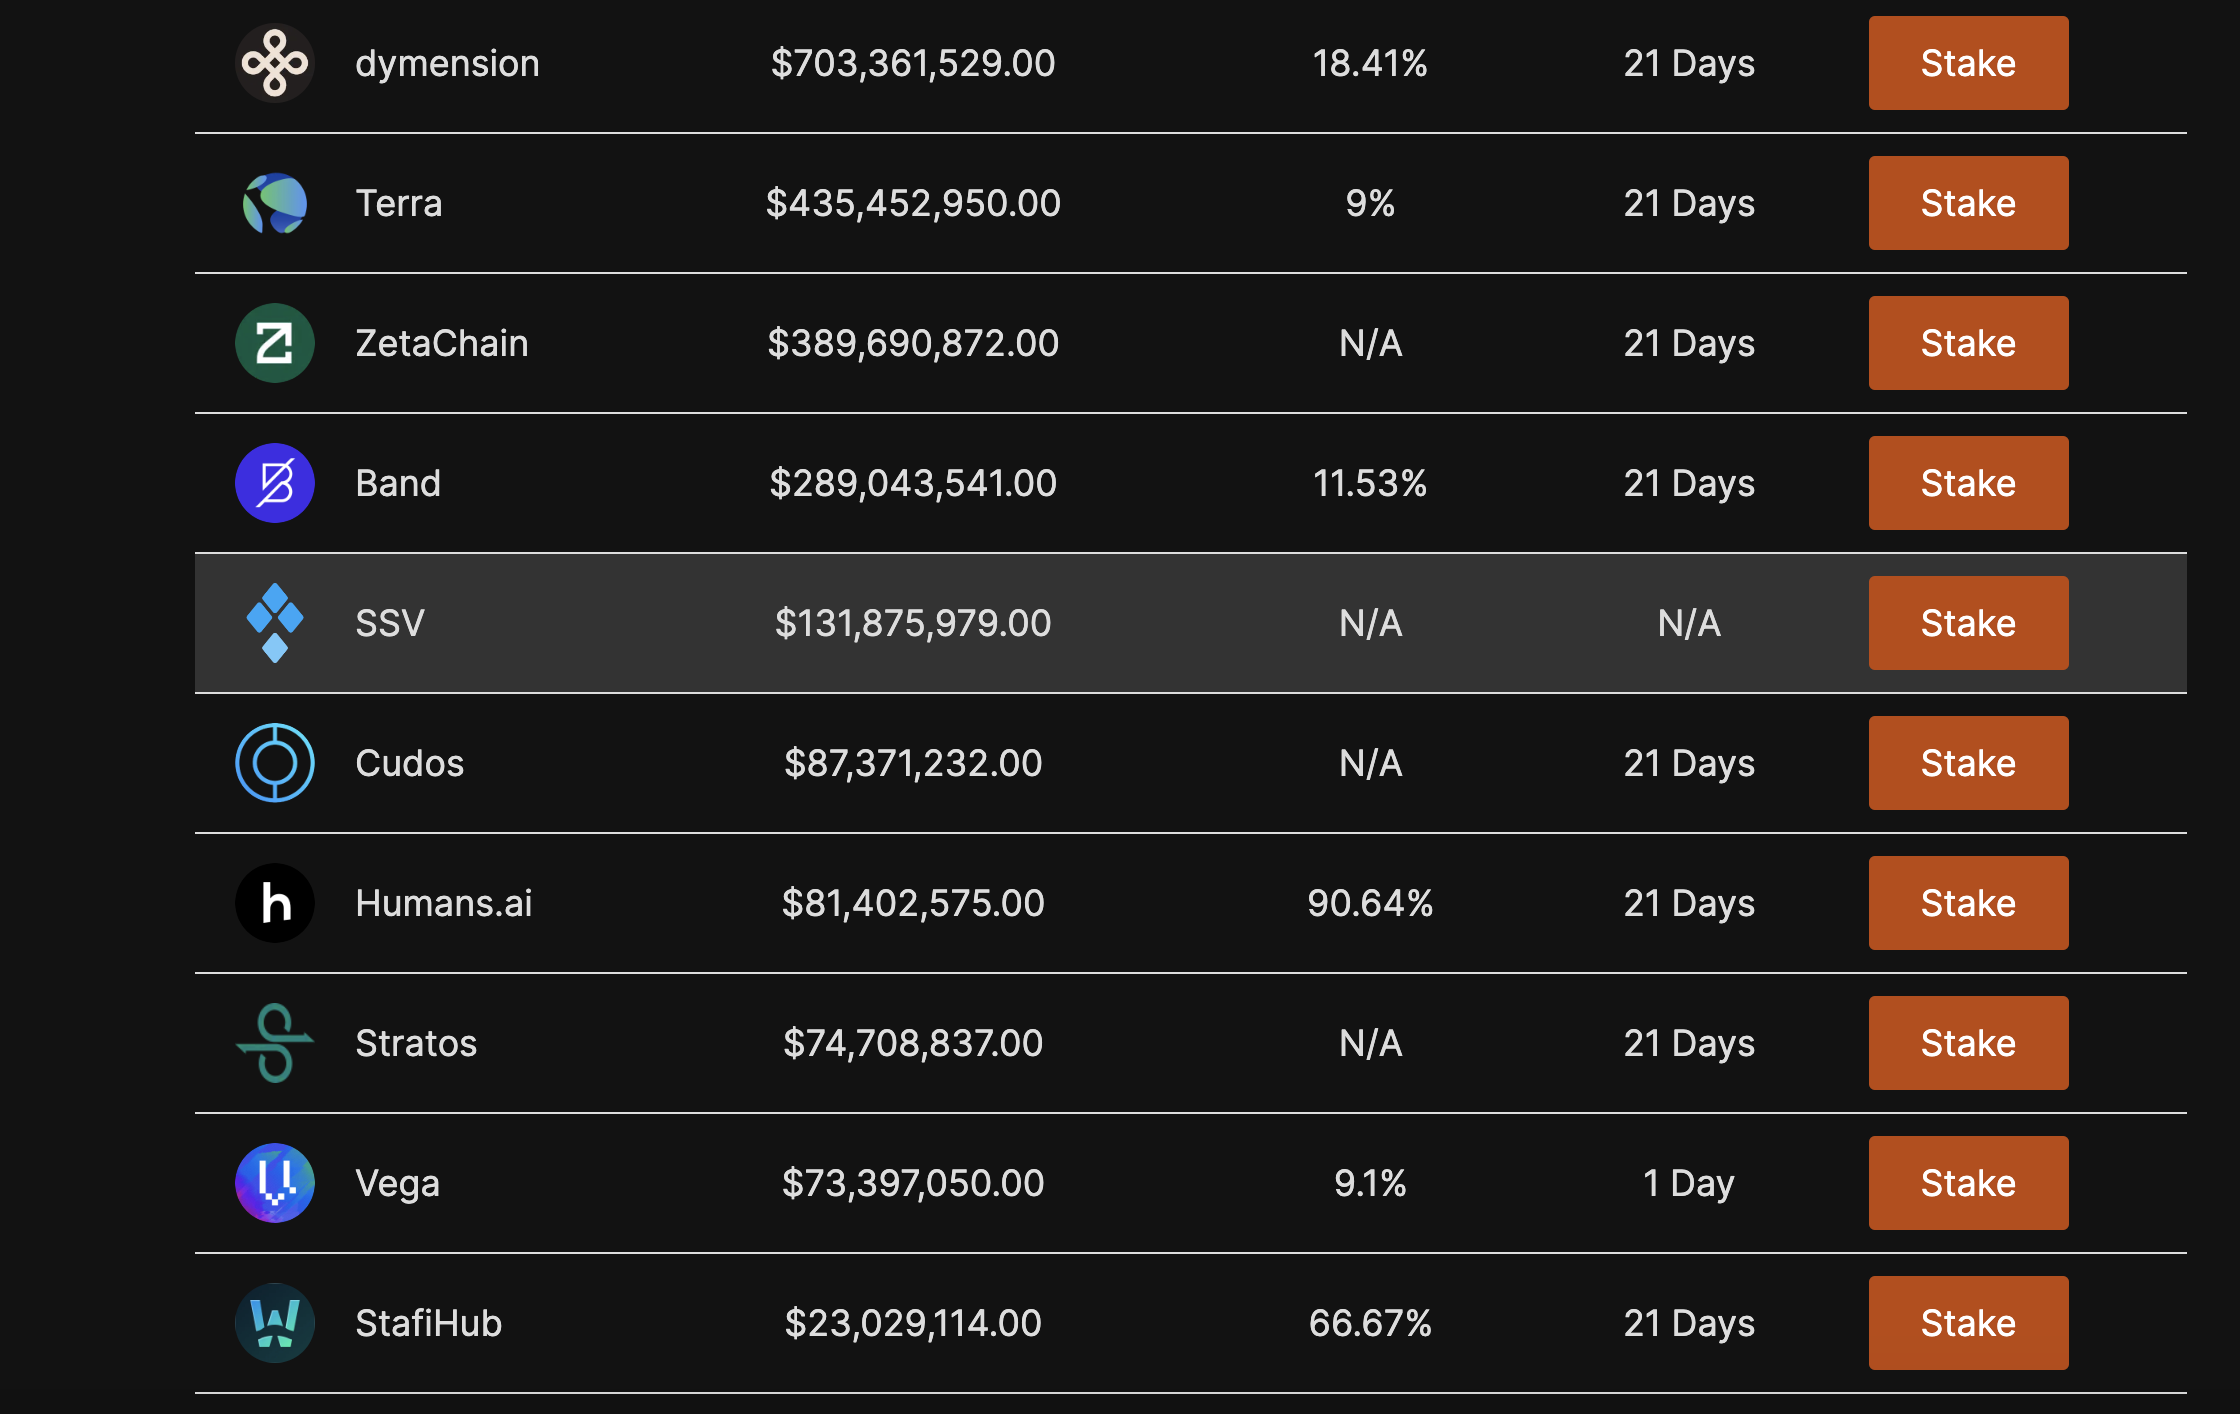 dymension $703,361,529.00 18.41% 21 Days Stake
Terra $435,452,950.00 9% 21 Days Stake
ZetaChain $389,690,872.00 N/A 21 Days Stake
Band $289,043,541.00 11.53% 21 Days Stake
SSV $131,875,979.00 N/A N/A Stake
Cudos $87,371,232.00 N/A 21 Days Stake
h Humans.ai $81,402,575.00 90.64% 21 Days Stake
Stratos $74,708,837.00 N/A 21 Days Stake
Vega $73,397,050.00 9.1% 1 Day Stake
StafiHub $23,029,114.00 66.67% 21 Days Stake